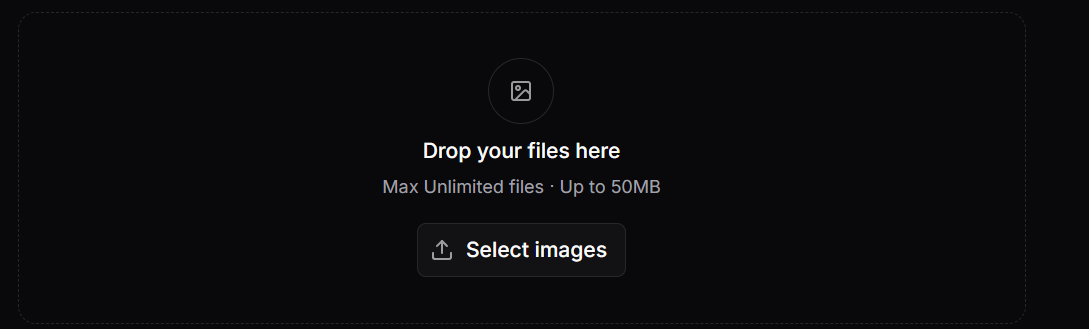 Drop your files here
Max Unlimited files · Up to 50MB
Select images